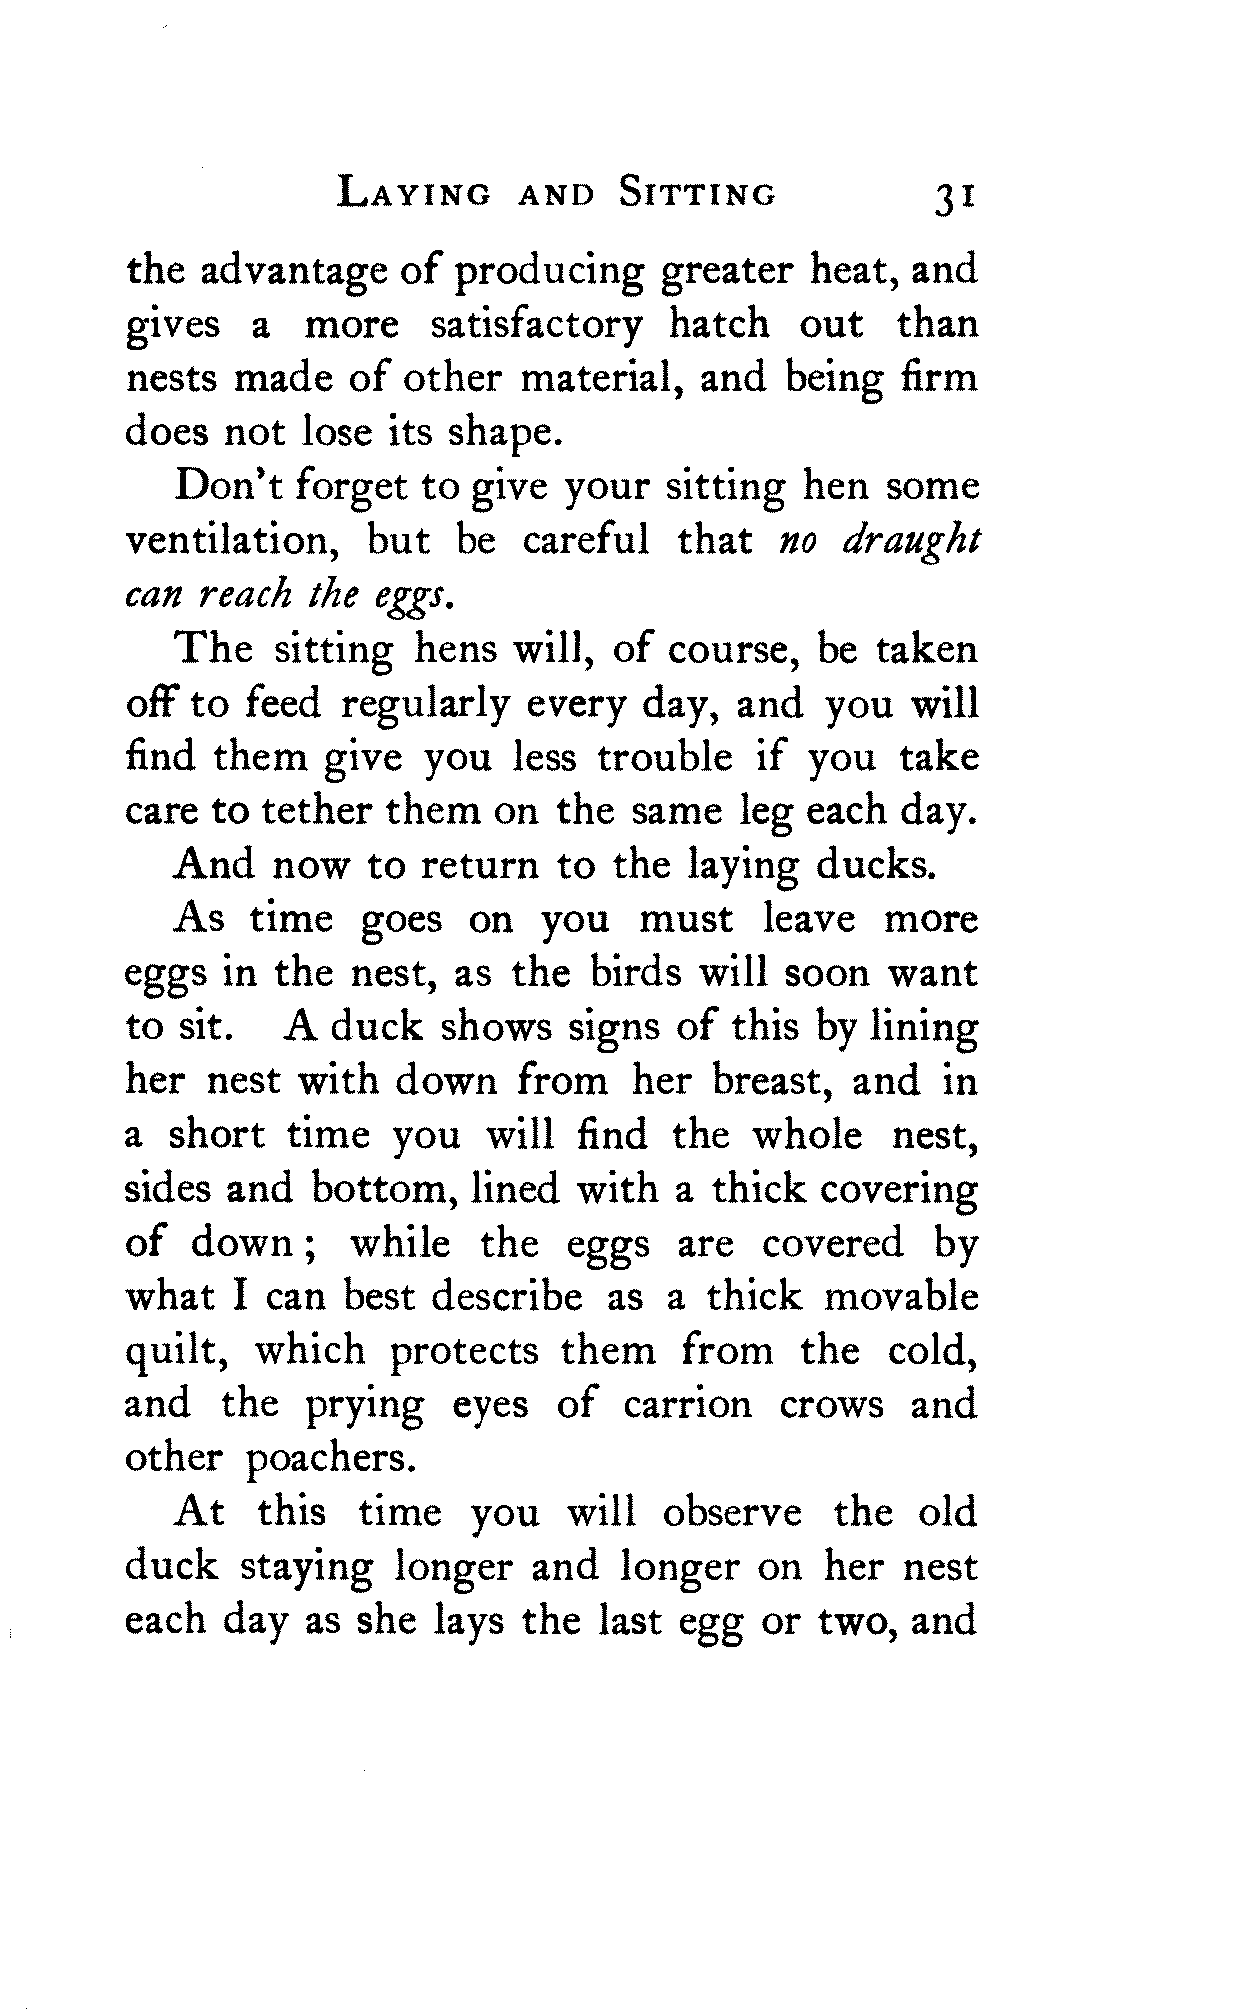 LAYING AND SITTING 31
the advantage of producing greater heat, and
gives a more satisfactory hatch out than
nests made of other material, and being firm
does not lose its shape.
Don't forget to give your sitting hen some
ventilation, but be careful that no draught
can reach the eggs.
The sitting hens will, of course, be taken
off to feed regularly every day, and you will
find them give you less trouble if you take
care to tether them on the same leg each day.
And now to return to the laying ducks.
As time goes on you must leave more
eggs in the nest, as the birds will soon want
to sit. A duck shows signs of this by lining
her nest with down from her breast, and in
a short time you will find the whole nest,
sides and bottom, lined with a thick covering
of down ; while the eggs are covered by
what I can best describe as a thick movable
quilt, which protects them from the cold,
and the prying eyes of carrion crows and
other poachers.
At this time you will observe the old
duck staying longer and longer on her nest
each day as she lays the last egg or two, and